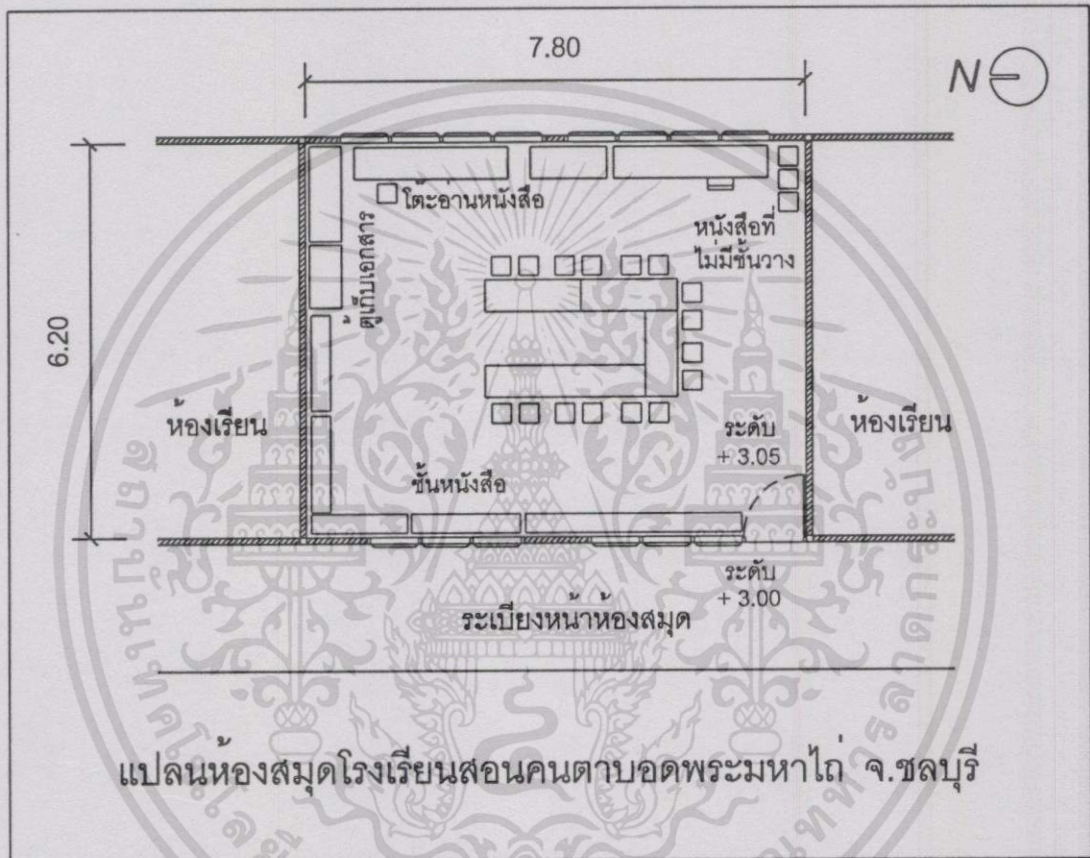 7.80
N
โต๊ะอ่านหนังสือ
ตู้เก็บเอกสาร
หนังสือที่
ไม่มีชั้นวาง
6.20
ห้องเรียน
ห้องเรียน
ระดับ
+ 3.05
ชั้นหนังสือ
ระดับ
+ 3.00
ระเบียงหน้าห้องสมุด
แปลนห้องสมุดโรงเรียนสอนคนตาบอดพระมหาไถ่ จ.ชลบุรี